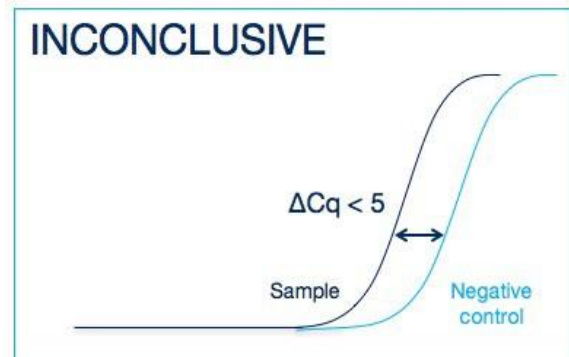 INCONCLUSIVE
ΔCq < 5
Sample
Negative
control